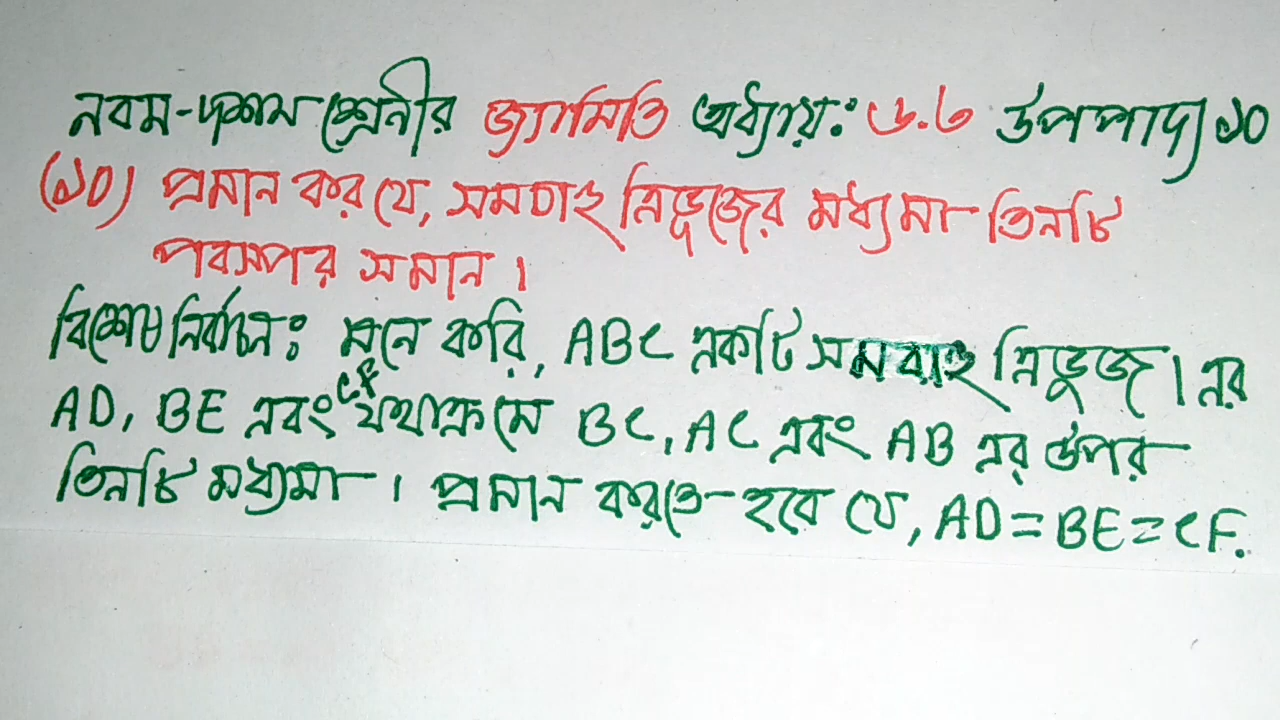 নবম-দশম শ্রেনীর জ্যামিতি অধ্যায়: ৬.৩ উপপাদ্য ১০
(১০) প্রমান কর যে, সমবাহু ত্রিভুজের মধ্যমা তিনটি
পরস্পর সমান।
বিশেষ নির্বাচন: মনে করি, ABC একটি সমবাহু ত্রিভুজ। এর
AD, BE এবং CF যথাক্রমে BC, AC এবং AB এর উপর
তিনটি মধ্যমা। প্রমান করতে হবে যে, AD=BE=CF.